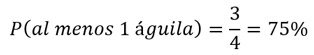 P(al menos 1 águila) = 3/4 = 75%